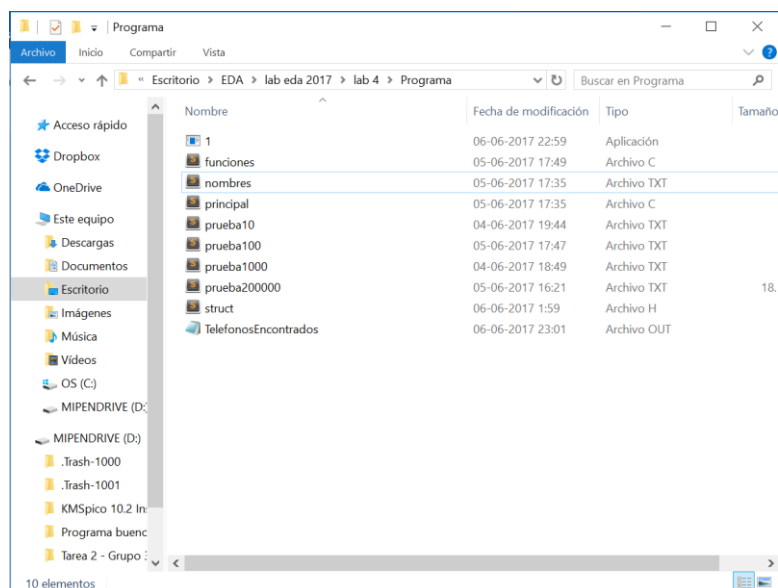 Programa
Archivo Inicio Compartir Vista
« Escritorio > EDA > lab eda 2017 > lab 4 > Programa Buscar en Programa
Nombre Fecha de modificación Tipo Tamaño
Acceso rápido
Dropbox
OneDrive
Este equipo
Descargas
Documentos
Escritorio
Imágenes
Música
Vídeos
OS (C:)
MIPENDRIVE (D:)
MIPENDRIVE (D:)
.Trash-1000
.Trash-1001
KMSpico 10.2 In
Programa buenc
Tarea 2 - Grupo 3
1 06-06-2017 22:59 Aplicación
funciones 05-06-2017 17:49 Archivo C
nombres 05-06-2017 17:35 Archivo TXT
principal 05-06-2017 17:35 Archivo C
prueba10 04-06-2017 19:44 Archivo TXT
prueba100 05-06-2017 17:47 Archivo TXT
prueba1000 04-06-2017 18:49 Archivo TXT
prueba200000 05-06-2017 16:21 Archivo TXT 18.
struct 06-06-2017 1:59 Archivo H
TelefonosEncontrados 06-06-2017 23:01 Archivo OUT
10 elementos